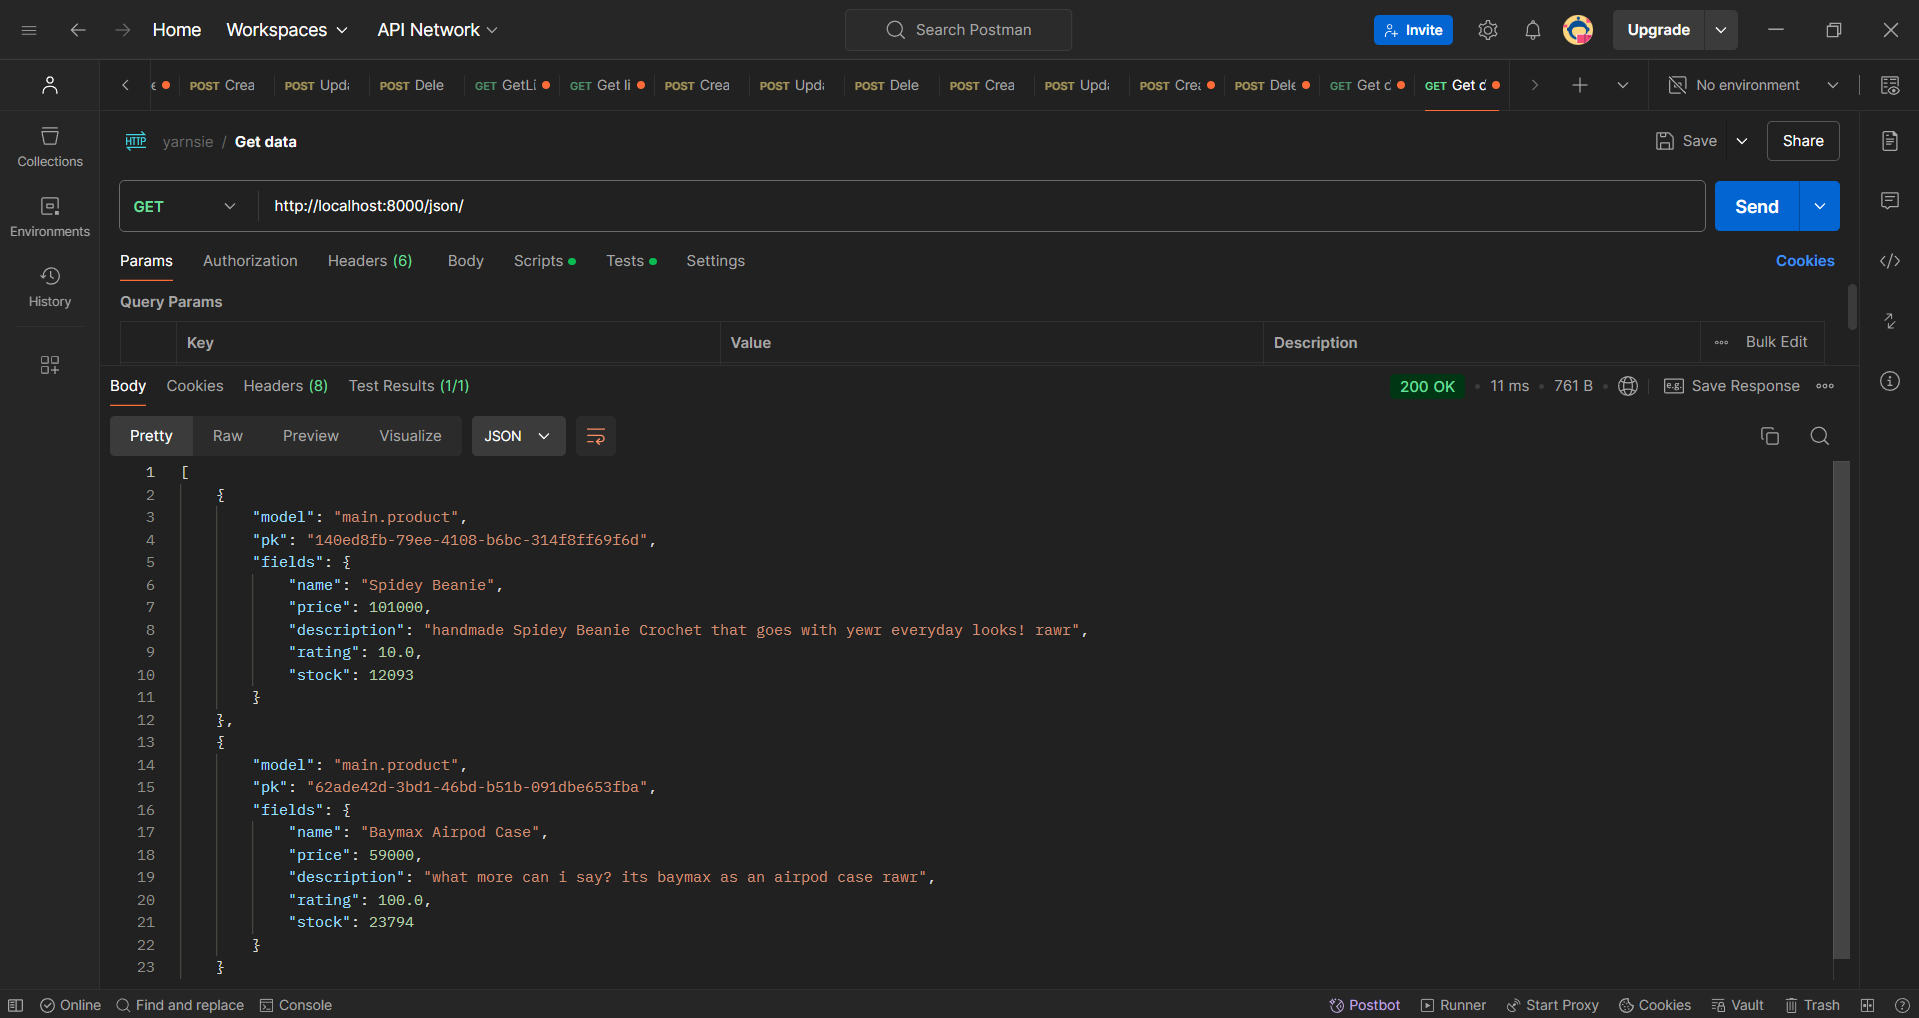 Home Workspaces API Network Search Postman Invite Upgrade
e POST Crea POST Upda POST Dele GET GetLi GET Get li POST Crea POST Upda POST Dele POST Crea POST Upda POST Crea POST Dele GET Get d GET Get d No environment
HTTP yarnsie / Get data Save Share
GET http://localhost:8000/json/ Send
Params Authorization Headers (6) Body Scripts Tests Settings Cookies
Query Params
Key Value Description Bulk Edit
Collections
Environments
History
Body Cookies Headers (8) Test Results (1/1) 200 OK 11 ms 761 B e.g. Save Response
Pretty Raw Preview Visualize JSON
1 [
2 {
3 "model": "main.product",
4 "pk": "140ed8fb-79ee-4108-b6bc-314f8ff69f6d",
5 "fields": {
6 "name": "Spidey Beanie",
7 "price": 101000,
8 "description": "handmade Spidey Beanie Crochet that goes with yewr everyday looks! rawr",
9 "rating": 10.0,
10 "stock": 12093
11 }
12 },
13 {
14 "model": "main.product",
15 "pk": "62ade42d-3bd1-46bd-b51b-091dbe653fba",
16 "fields": {
17 "name": "Baymax Airpod Case",
18 "price": 59000,
19 "description": "what more can i say? its baymax as an airpod case rawr",
20 "rating": 100.0,
21 "stock": 23794
22 }
23 }
Online Find and replace Console Postbot Runner Start Proxy Cookies Vault Trash